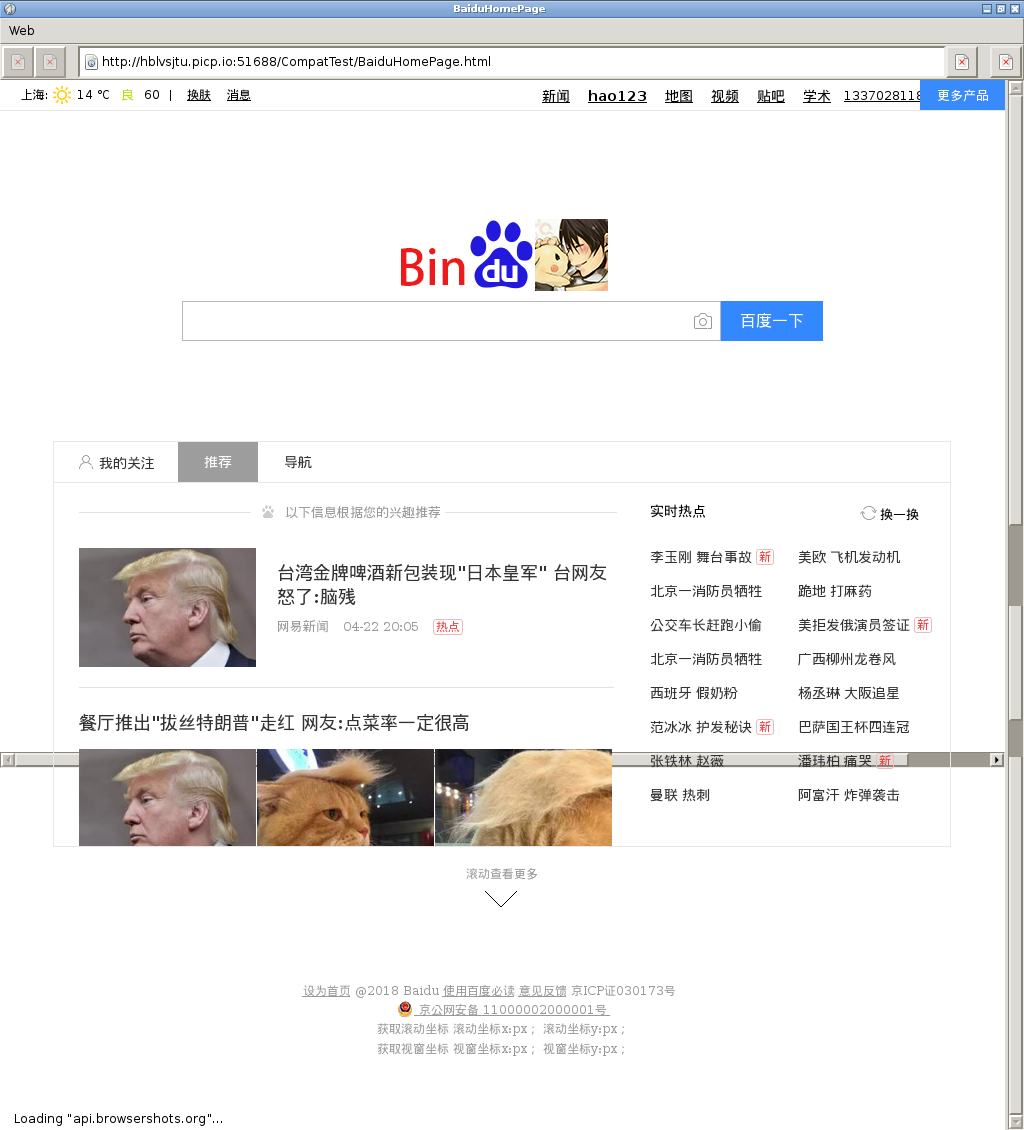 BaiduHomePage
Web
http://hblvsjtu.picp.io:51688/CompatTest/BaiduHomePage.html
上海: 14 ℃ 良 60 | 换肤 消息 新闻 hao123 地图 视频 贴吧 学术 1337028118 更多产品
Bin du
百度一下
我的关注 推荐 导航
以下信息根据您的兴趣推荐
台湾金牌啤酒新包装现"日本皇军" 台网友
怒了:脑残
网易新闻 04-22 20:05 热点
餐厅推出"拔丝特朗普"走红 网友:点菜率一定很高
实时热点 换一换
李玉刚 舞台事故 新 美欧 飞机发动机
北京一消防员牺牲 跪地 打麻药
公交车长赶跑小偷 美拒发俄演员签证 新
北京一消防员牺牲 广西柳州龙卷风
西班牙 假奶粉 杨丞琳 大阪追星
范冰冰 护发秘诀 新 巴萨国王杯四连冠
张铁林 赵薇 潘玮柏 痛哭 新
曼联 热刺 阿富汗 炸弹袭击
滚动查看更多
设为首页 @2018 Baidu 使用百度必读 意见反馈 京ICP证030173号
京公网安备 11000002000001号
获取滚动坐标 滚动坐标x:px ; 滚动坐标y:px ;
获取视窗坐标 视窗坐标x:px ; 视窗坐标y:px ;
Loading "api.browsershots.org"...